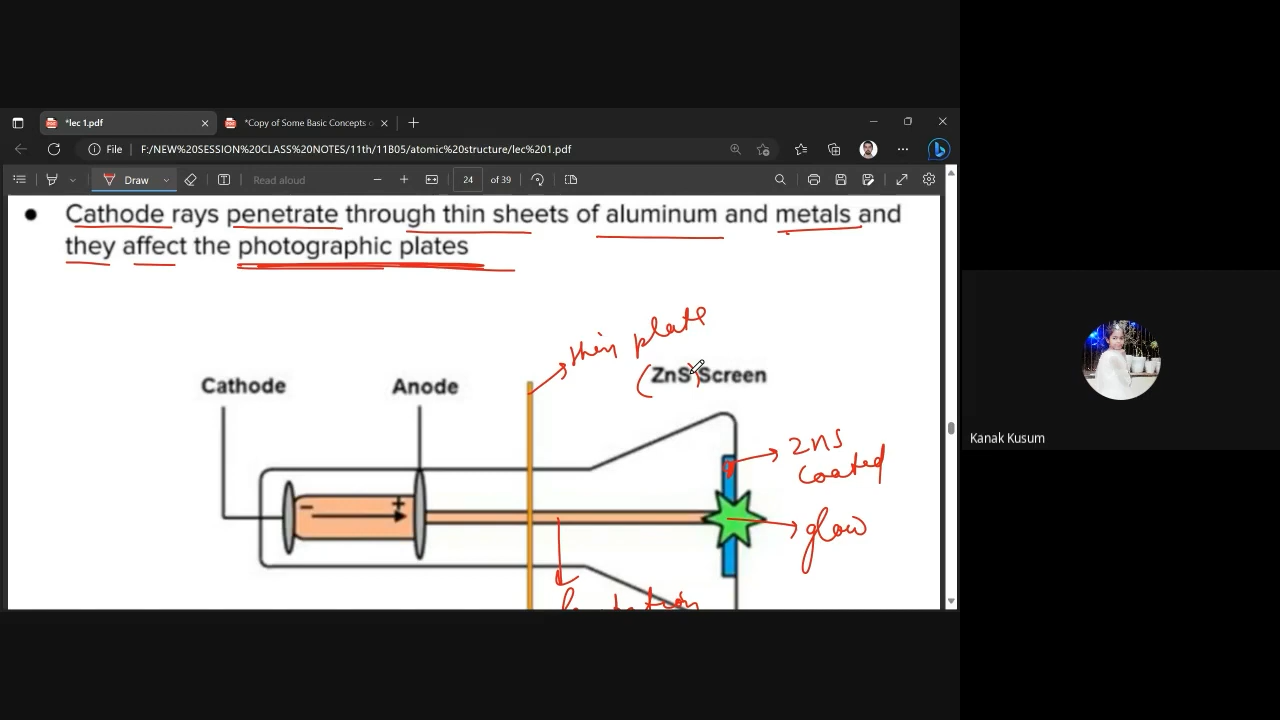 *lec 1.pdf
*Copy of Some Basic Concepts
File F:/NEW%20SESSION%20CLASS%20NOTES/11th/11B05/atomic%20structure/lec%201.pdf
Draw Read aloud 24 of 39
Cathode rays penetrate through thin sheets of aluminum and metals and
they affect the photographic plates
thin plate
(ZnS) Screen
Cathode Anode
ZnS
coated
− +
glow
Kanak Kusum